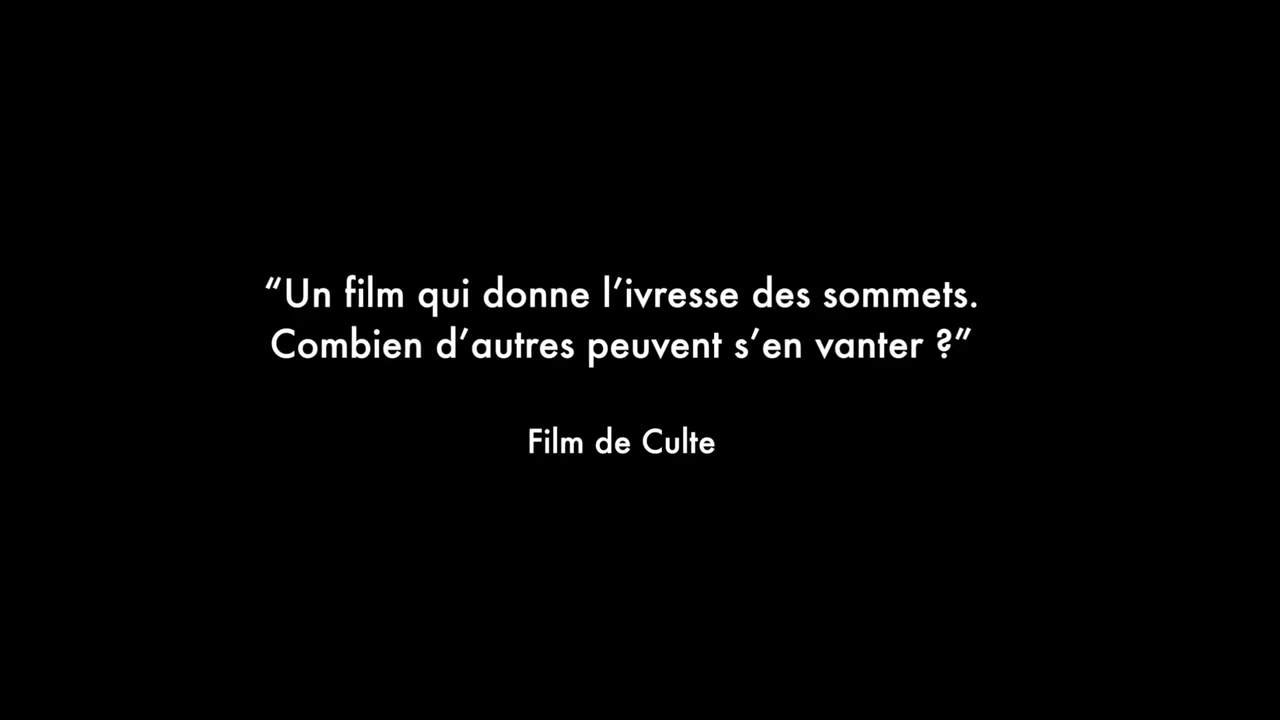 “Un film qui donne l’ivresse des sommets.
Combien d’autres peuvent s’en vanter ?”
Film de Culte